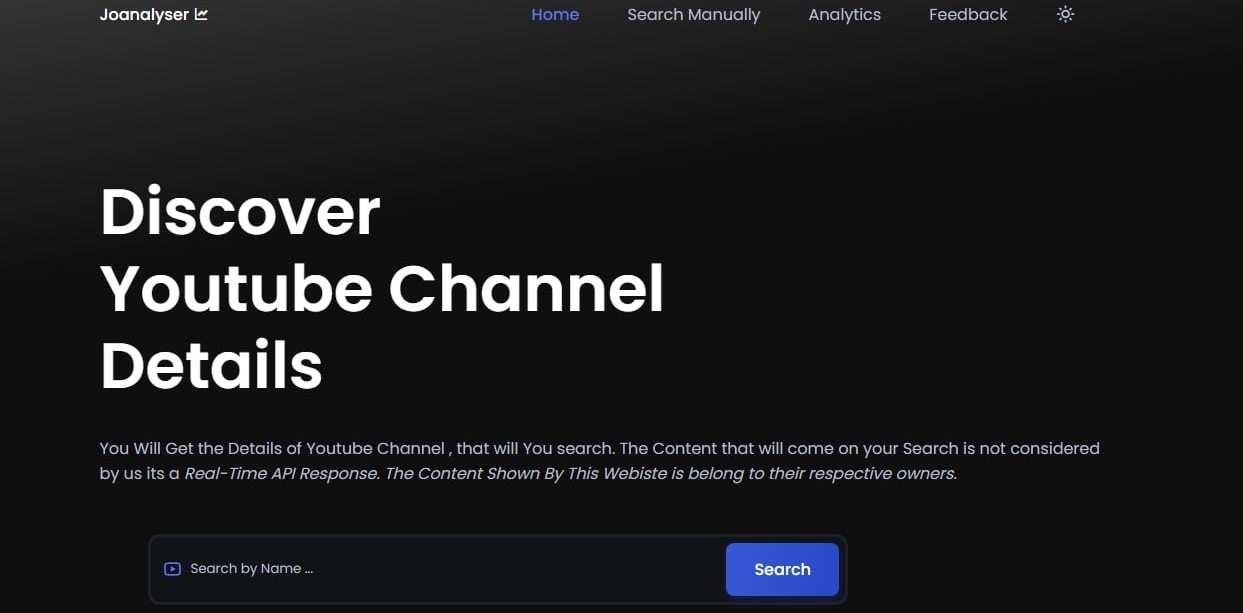 Joanalyser
Home
Search Manually
Analytics
Feedback
Discover
Youtube Channel
Details
You Will Get the Details of Youtube Channel , that will You search. The Content that will come on your Search is not considered
by us its a Real-Time API Response. The Content Shown By This Webiste is belong to their respective owners.
Search by Name ...
Search